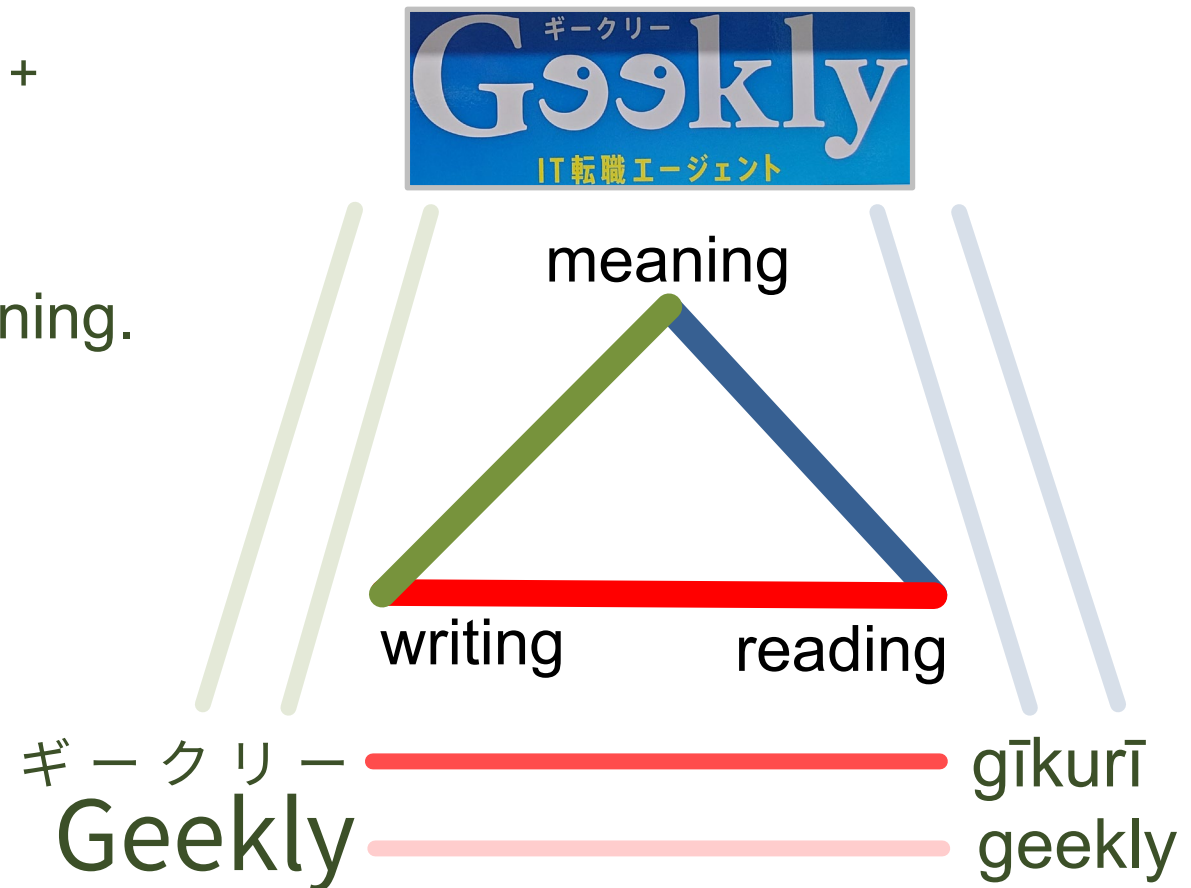 +
ギークリー
Geekly
IT転職エージェント
meaning
ning.
writing reading
ギークリー gīkurī
Geekly geekly